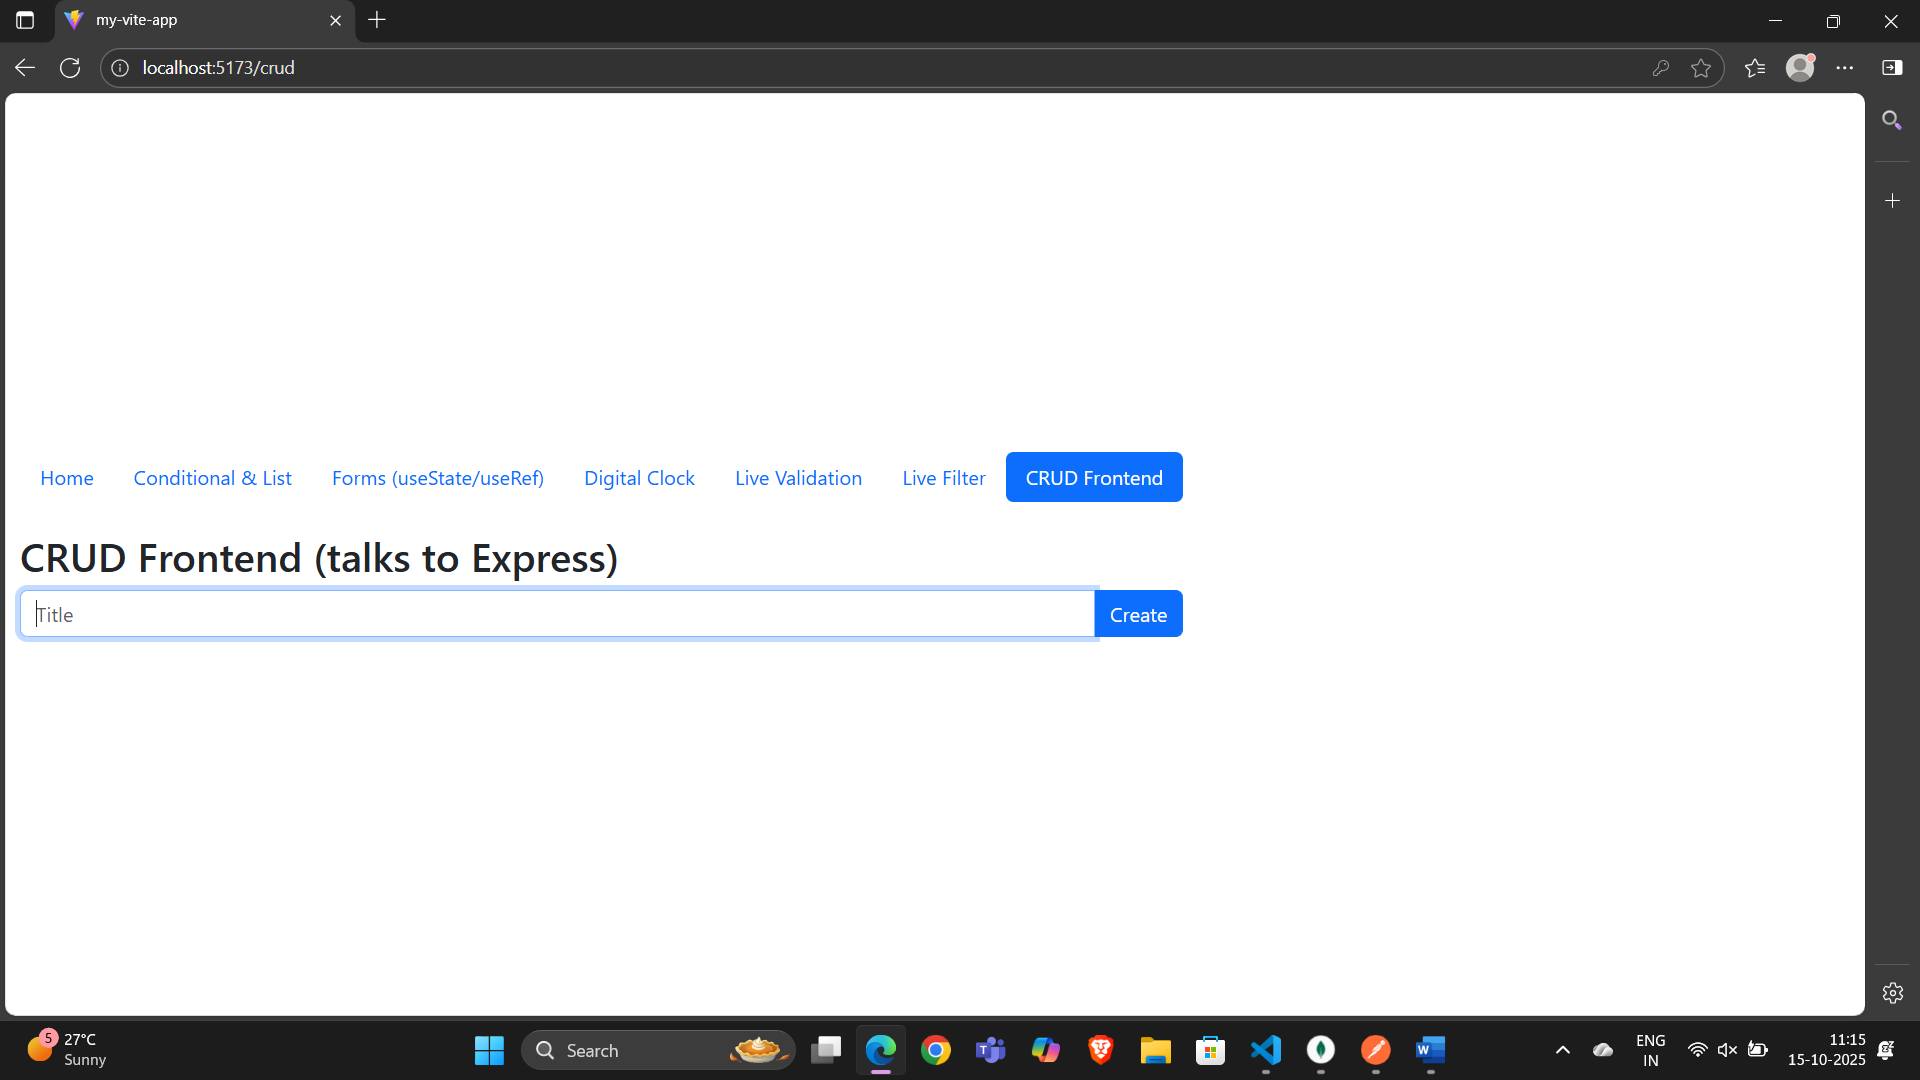 my-vite-app
localhost:5173/crud
Home Conditional & List Forms (useState/useRef) Digital Clock Live Validation Live Filter CRUD Frontend
CRUD Frontend (talks to Express)
Title Create
5 27°C
Sunny
Search
ENG
IN
11:15
15-10-2025